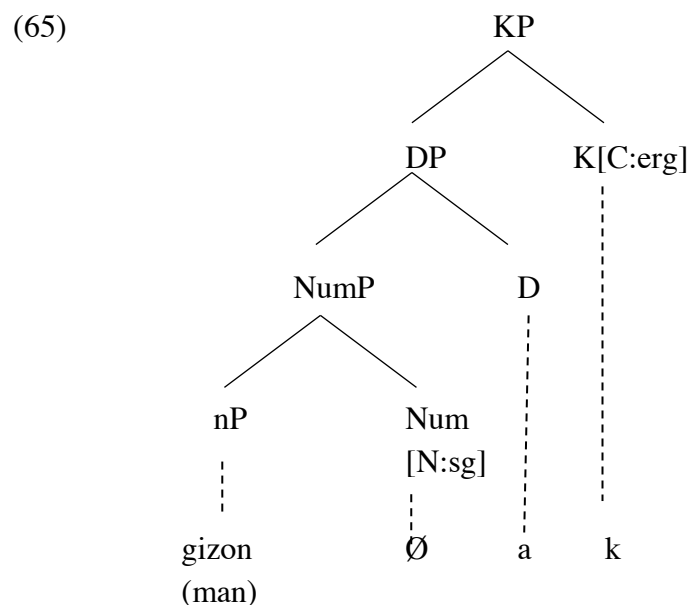 (65) KP
DP K[C:erg]
NumP D
nP Num
[N:sg]
gizon Ø a k
(man)